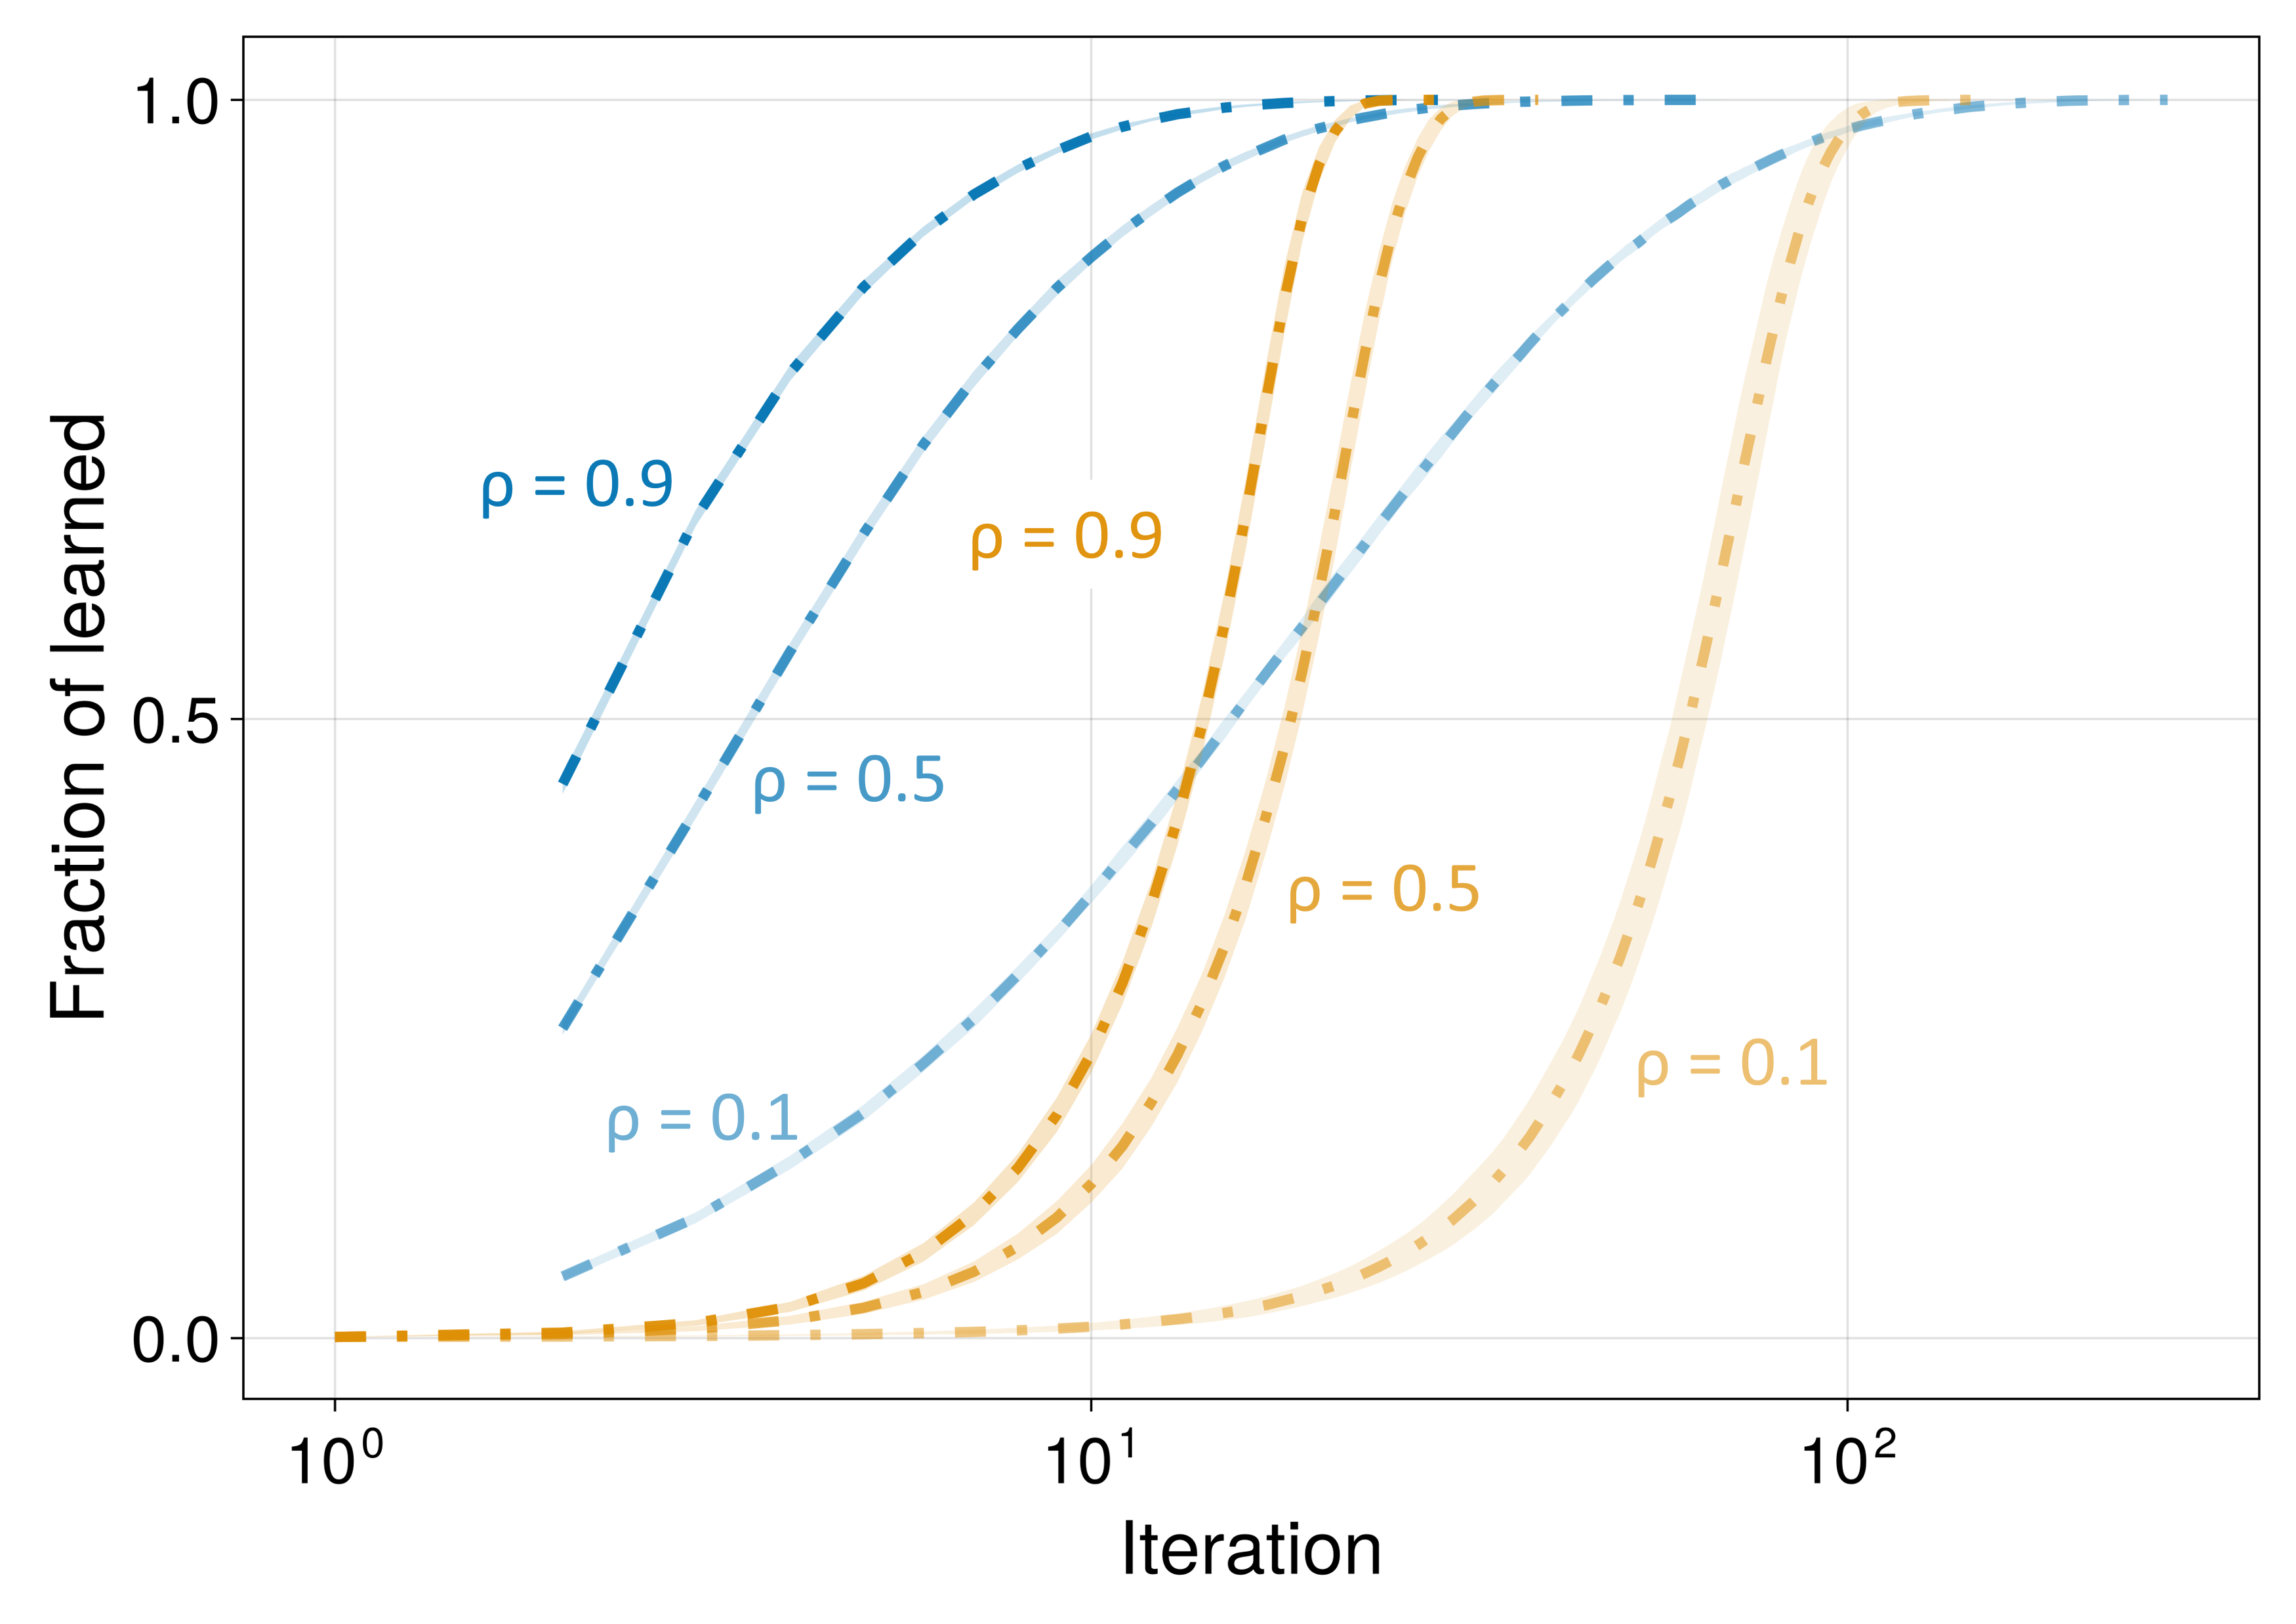 1.0
ρ = 0.9
ρ = 0.9
0.5
ρ = 0.5
ρ = 0.5
ρ = 0.1
ρ = 0.1
0.0
Fraction of learned
10⁰
10¹
10²
Iteration